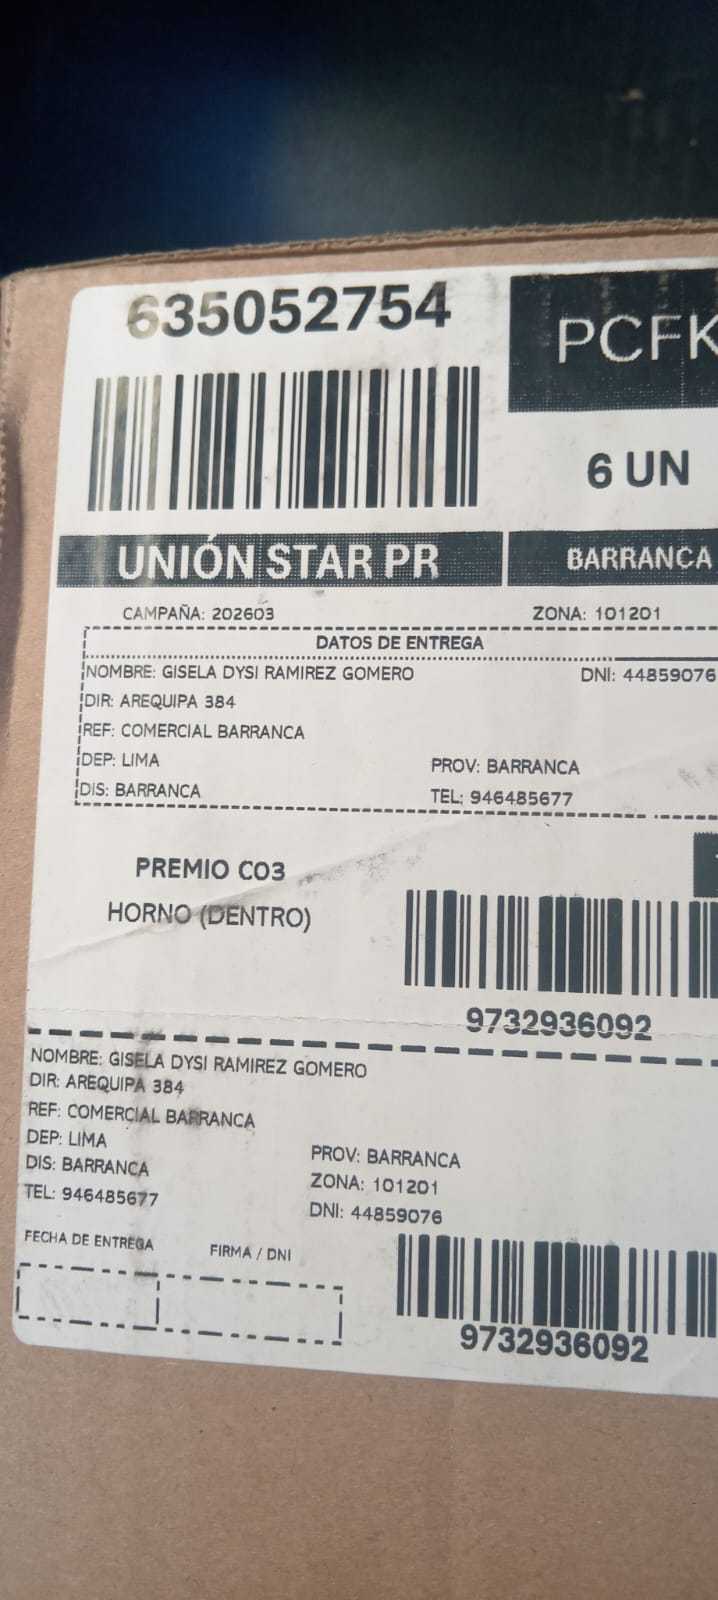 635052754
PCFK
6 UN
UNIÓN STAR PR
BARRANCA
CAMPAÑA: 202603
ZONA: 101201
DATOS DE ENTREGA
NOMBRE: GISELA DYSI RAMIREZ GOMERO
DNI: 44859076
DIR: AREQUIPA 384
REF: COMERCIAL BARRANCA
DEP: LIMA
PROV: BARRANCA
DIS: BARRANCA
TEL: 946485677
PREMIO C03
HORNO (DENTRO)
9732936092
NOMBRE: GISELA DYSI RAMIREZ GOMERO
DIR: AREQUIPA 384
REF: COMERCIAL BARRANCA
DEP: LIMA
PROV: BARRANCA
DIS: BARRANCA
ZONA: 101201
TEL: 946485677
DNI: 44859076
FECHA DE ENTREGA
FIRMA / DNI
9732936092